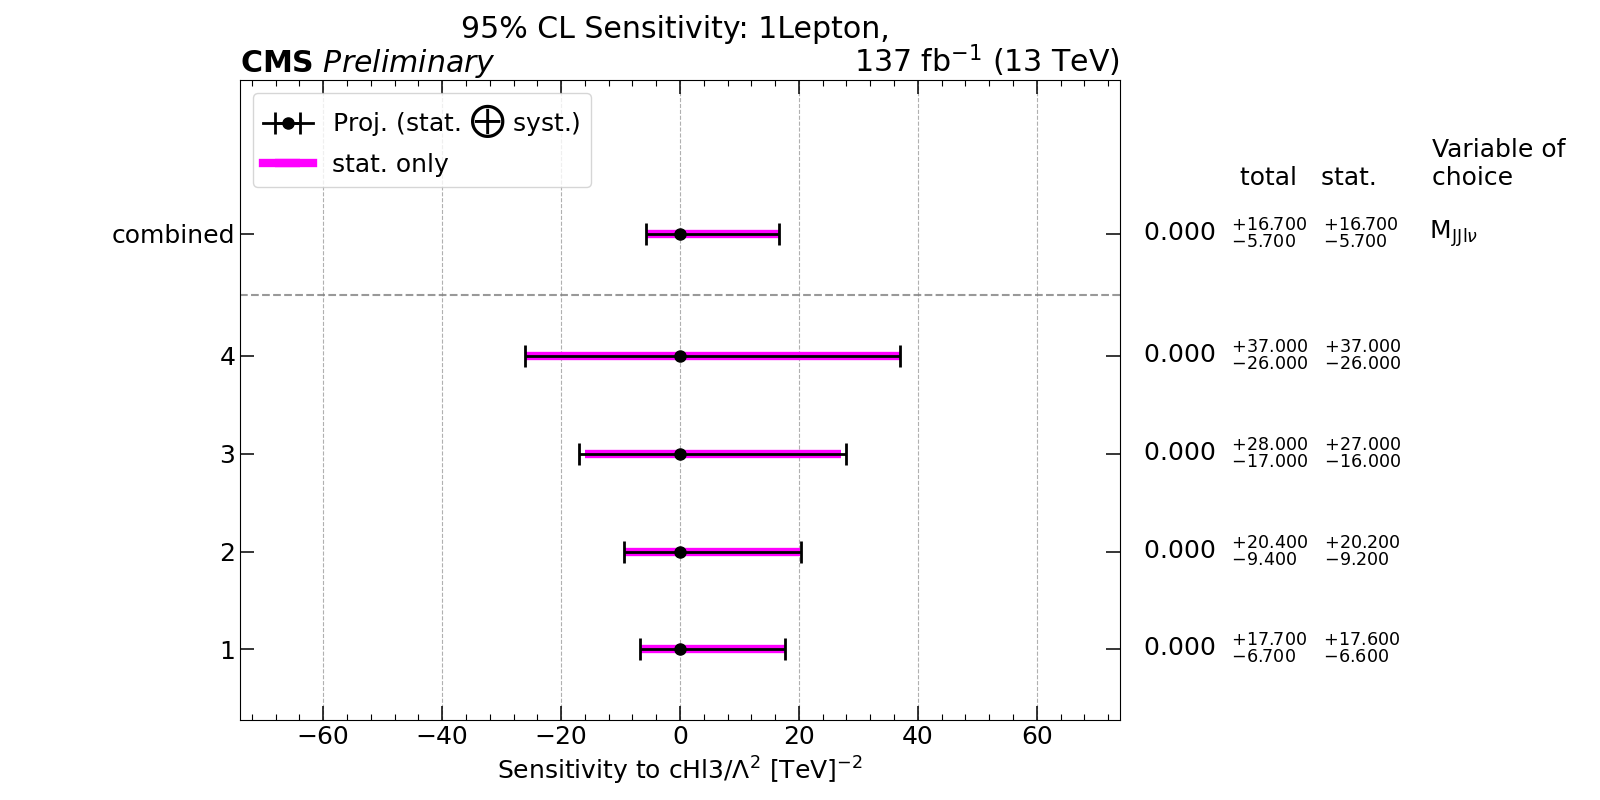 95% CL Sensitivity: 1Lepton,
CMS Preliminary 137 fb⁻¹ (13 TeV)
Proj. (stat. ⊕ syst.)
stat. only
Variable of
total stat. choice
combined 0.000 +16.700 −5.700 +16.700 −5.700 M_JJlν
4 0.000 +37.000 −26.000 +37.000 −26.000
3 0.000 +28.000 −17.000 +27.000 −16.000
2 0.000 +20.400 −9.400 +20.200 −9.200
1 0.000 +17.700 −6.700 +17.600 −6.600
−60 −40 −20 0 20 40 60
Sensitivity to cHl3/Λ² [TeV]⁻²